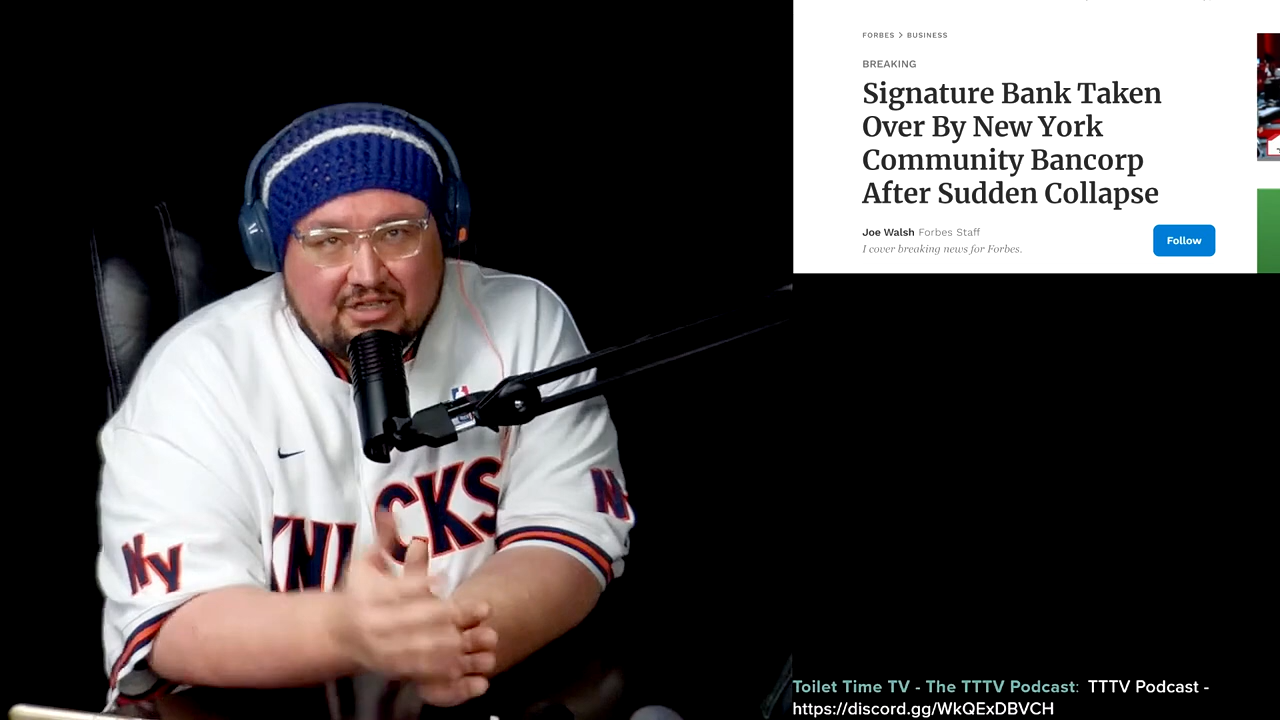 FORBES > BUSINESS
BREAKING
Signature Bank Taken
Over By New York
Community Bancorp
After Sudden Collapse
Joe Walsh Forbes Staff
I cover breaking news for Forbes.
Follow
KNICKS
NY
Toilet Time TV - The TTTV Podcast: TTTV Podcast -
https://discord.gg/WkQExDBVCH